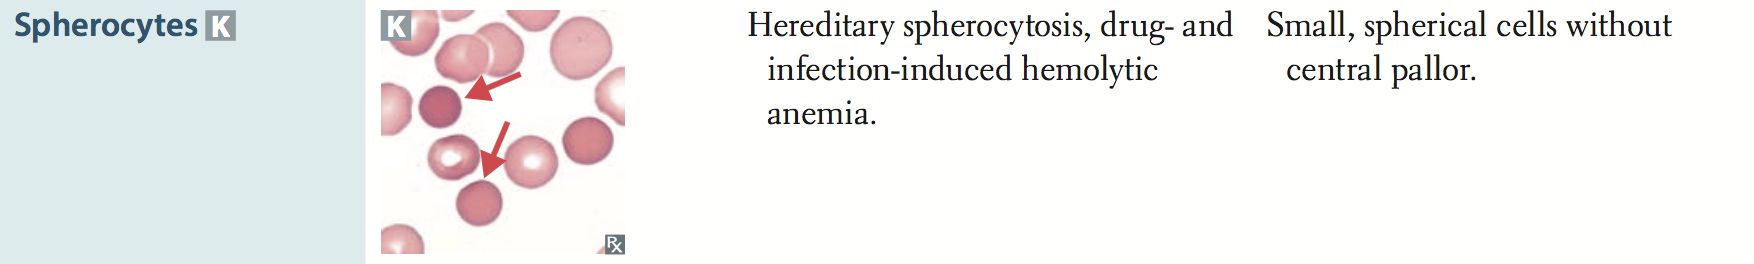 Spherocytes K
K
Rx
Hereditary spherocytosis, drug- and
infection-induced hemolytic
anemia.
Small, spherical cells without
central pallor.